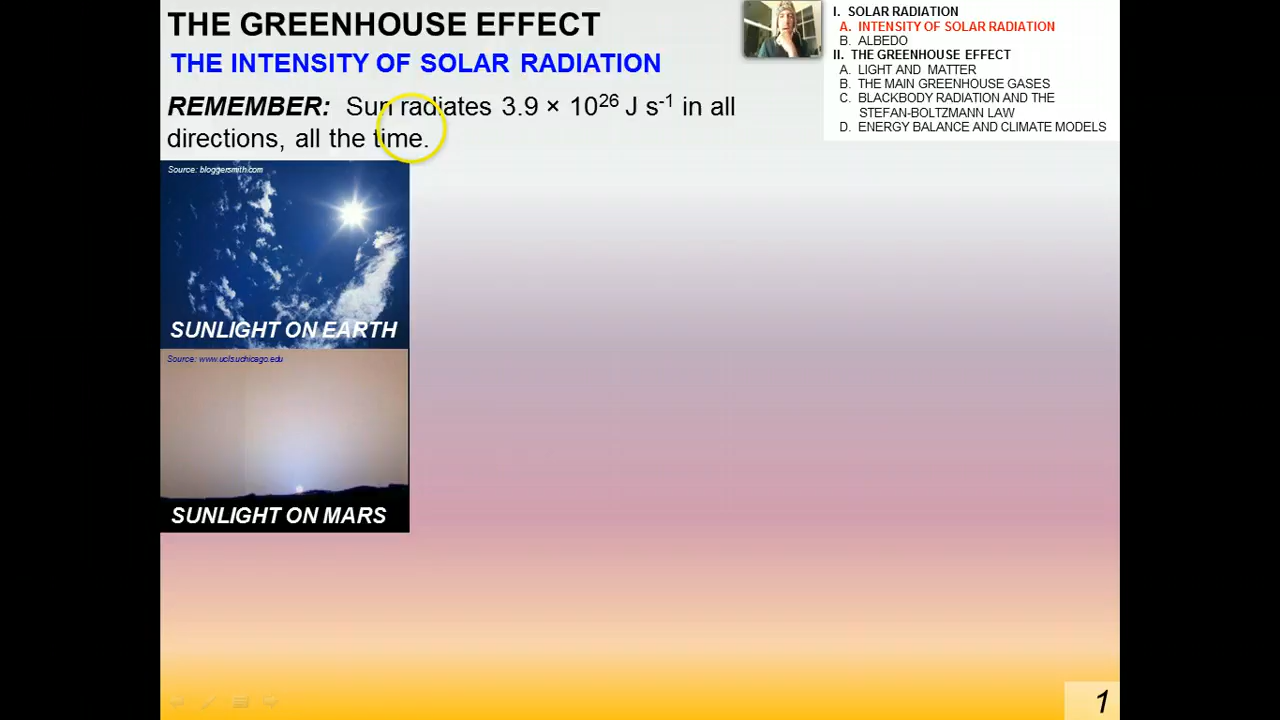 THE GREENHOUSE EFFECT
THE INTENSITY OF SOLAR RADIATION
REMEMBER: Sun radiates 3.9 × 10²⁶ J s⁻¹ in all
directions, all the time.
Source: bloggersmith.com
SUNLIGHT ON EARTH
Source: www.ucls.uchicago.edu
SUNLIGHT ON MARS
I. SOLAR RADIATION
A. INTENSITY OF SOLAR RADIATION
B. ALBEDO
II. THE GREENHOUSE EFFECT
A. LIGHT AND MATTER
B. THE MAIN GREENHOUSE GASES
C. BLACKBODY RADIATION AND THE
STEFAN-BOLTZMANN LAW
D. ENERGY BALANCE AND CLIMATE MODELS
1